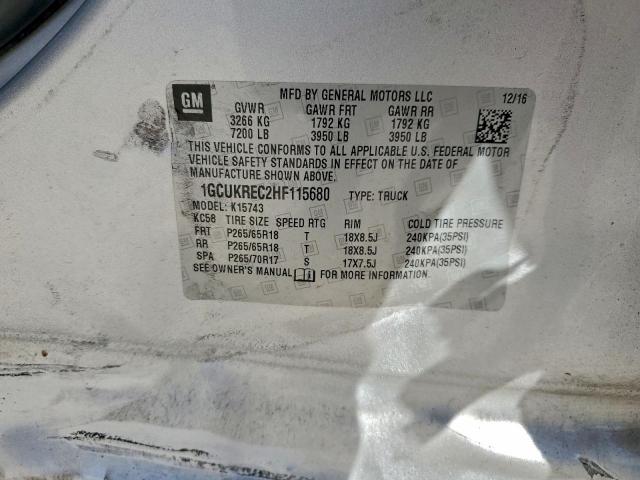 GM
MFD BY GENERAL MOTORS LLC 12/16
GVWR GAWR FRT GAWR RR
3266 KG 1792 KG 1792 KG
7200 LB 3950 LB 3950 LB
THIS VEHICLE CONFORMS TO ALL APPLICABLE U.S. FEDERAL MOTOR
VEHICLE SAFETY STANDARDS IN EFFECT ON THE DATE OF
MANUFACTURE SHOWN ABOVE.
1GCUKREC2HF115680 TYPE: TRUCK
MODEL: K15743
KC58 TIRE SIZE SPEED RTG RIM COLD TIRE PRESSURE
FRT P265/65R18 T 18X8.5J 240KPA(35PSI)
RR P265/65R18 T 18X8.5J 240KPA(35PSI)
SPA P265/70R17 S 17X7.5J 240KPA(35PSI)
SEE OWNER'S MANUAL FOR MORE INFORMATION.